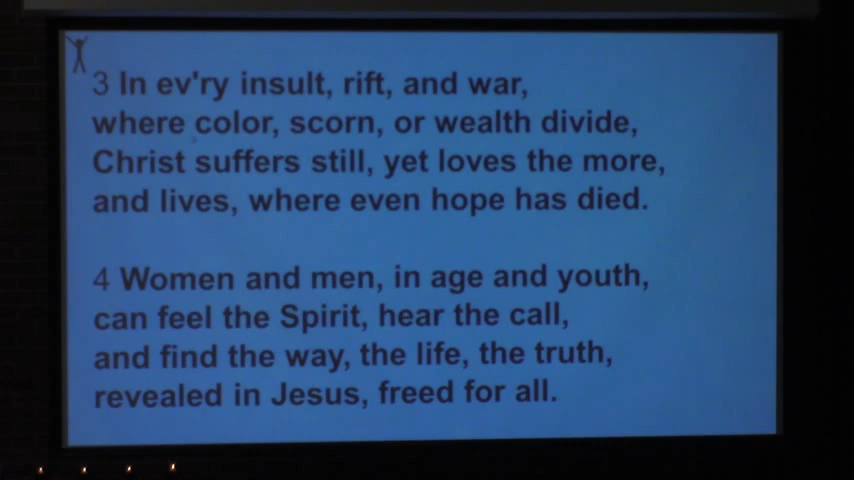 3 In ev'ry insult, rift, and war,
where color, scorn, or wealth divide,
Christ suffers still, yet loves the more,
and lives, where even hope has died.
4 Women and men, in age and youth,
can feel the Spirit, hear the call,
and find the way, the life, the truth,
revealed in Jesus, freed for all.